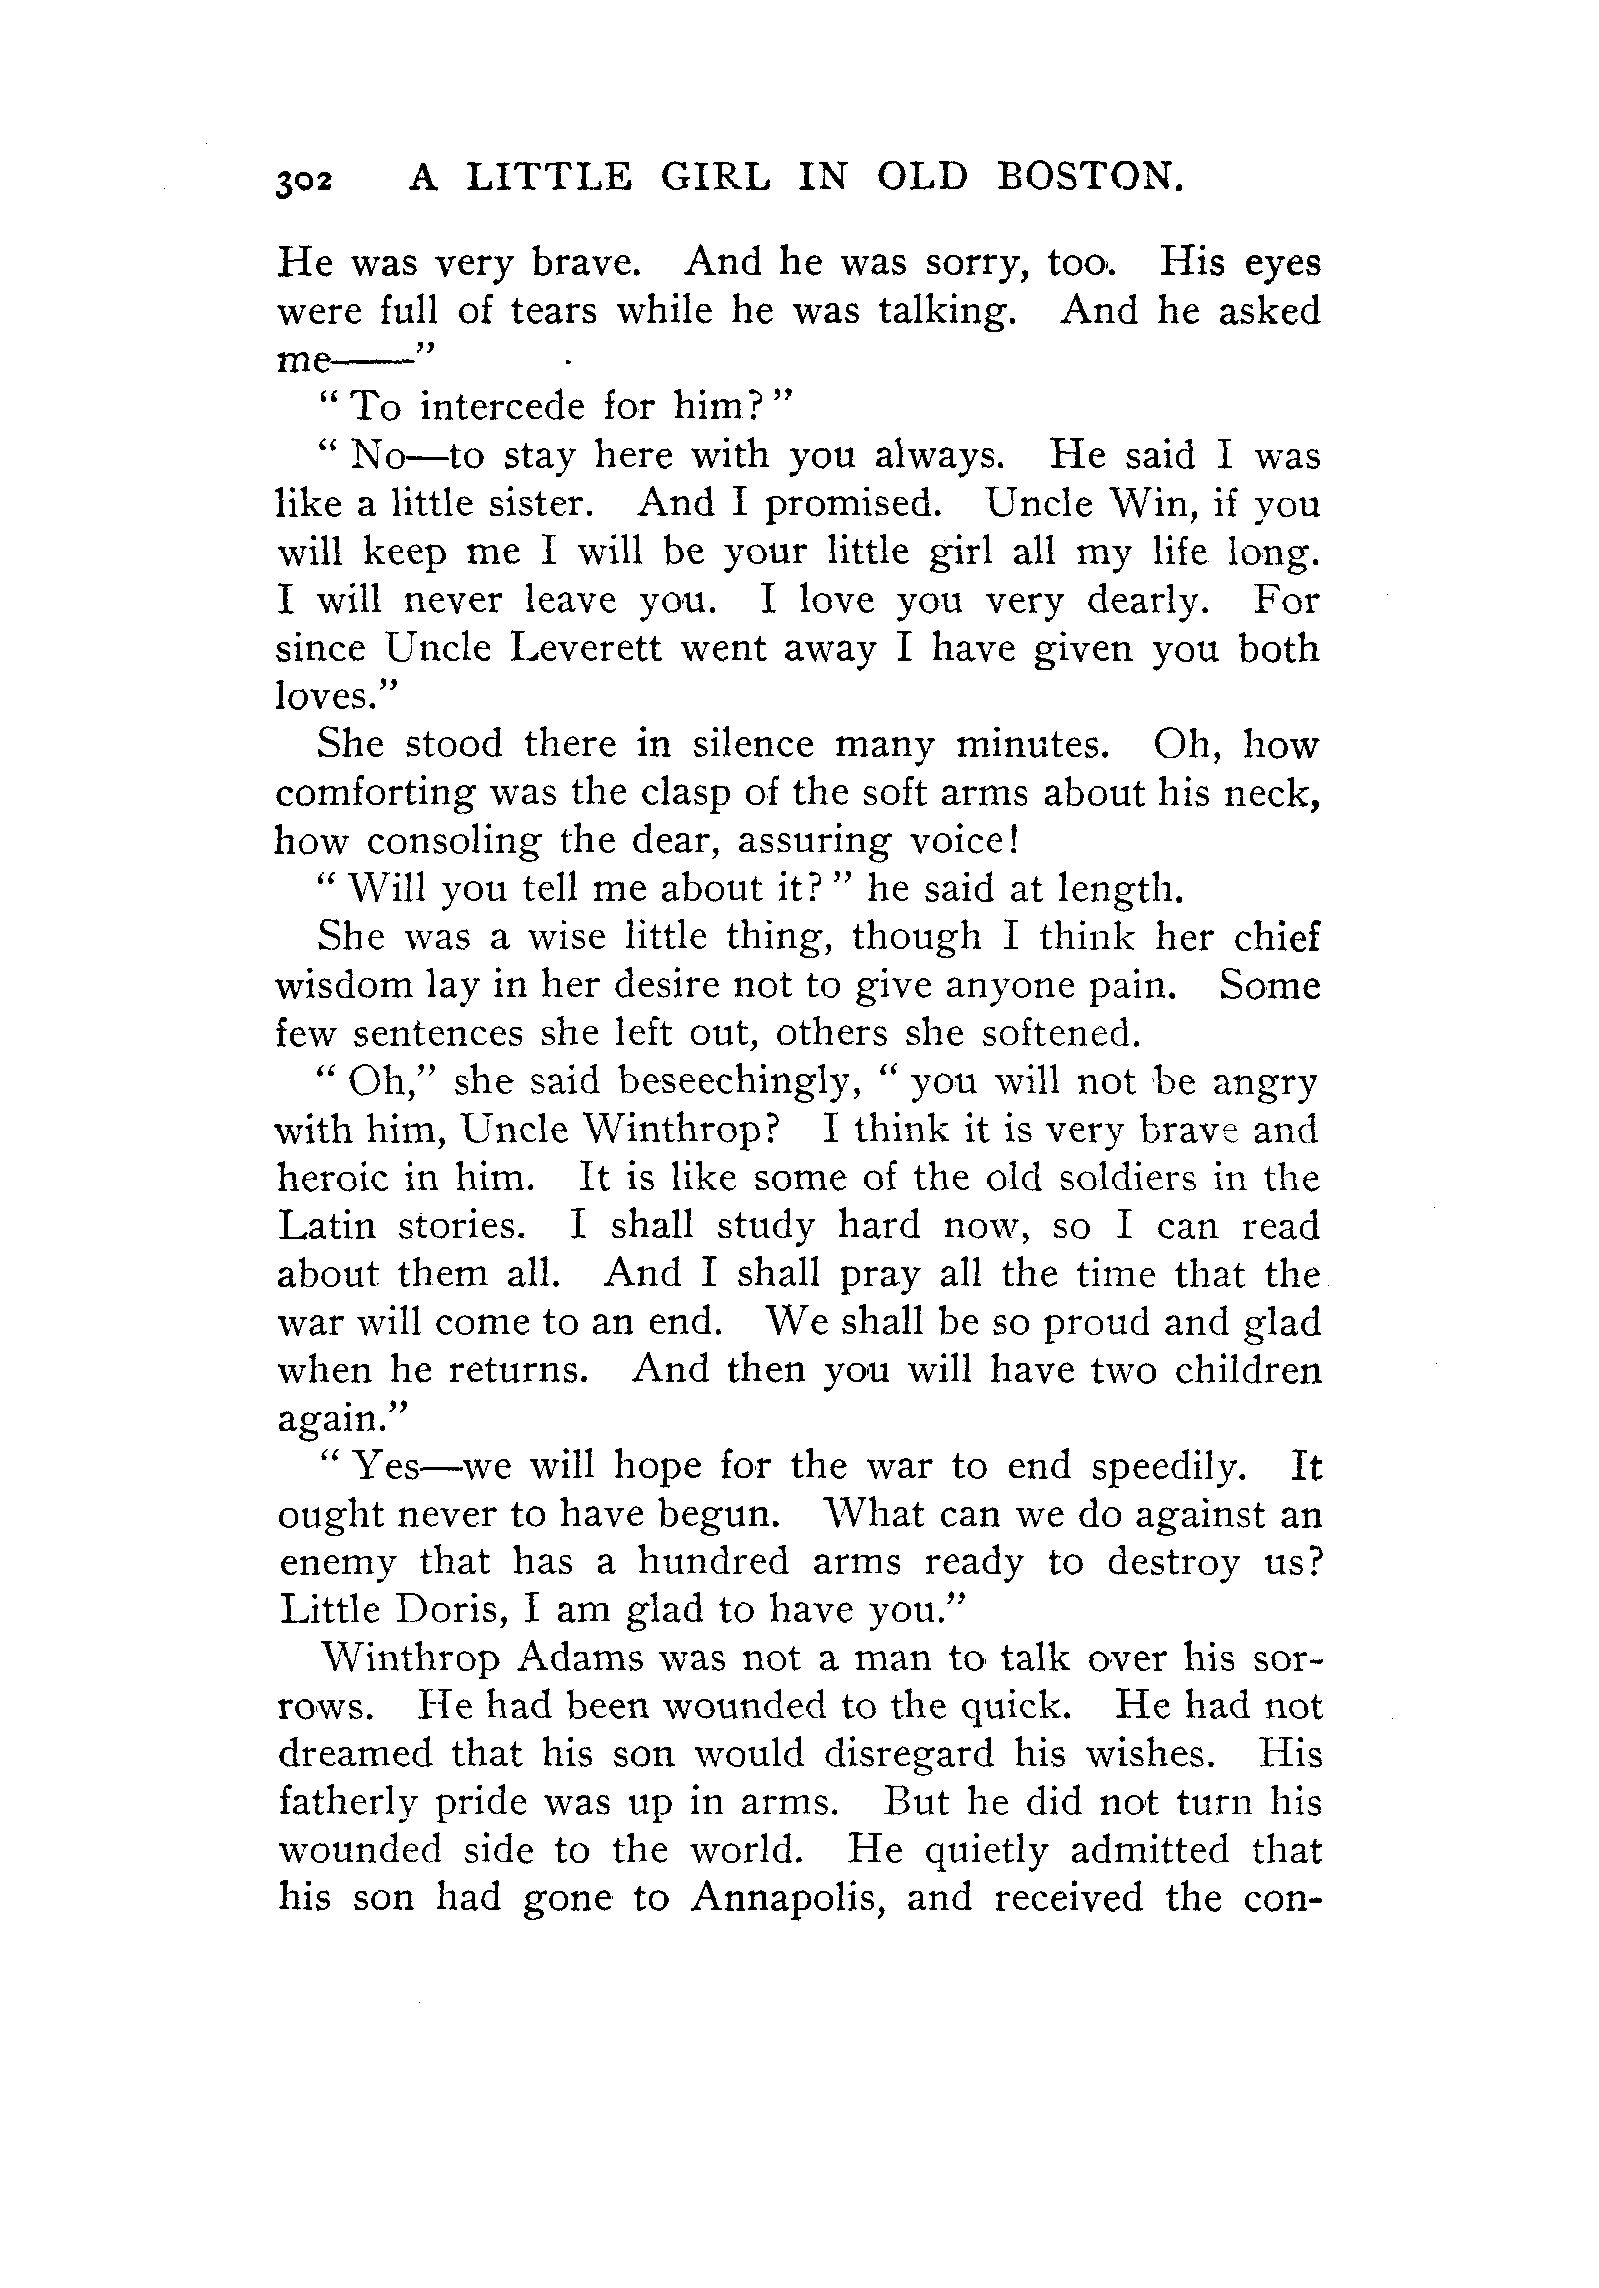 302 A LITTLE GIRL IN OLD BOSTON.
He was very brave. And he was sorry, too. His eyes
were full of tears while he was talking. And he asked
me——”
“ To intercede for him? ”
“ No—to stay here with you always. He said I was
like a little sister. And I promised. Uncle Win, if you
will keep me I will be your little girl all my life long.
I will never leave you. I love you very dearly. For
since Uncle Leverett went away I have given you both
loves.”
She stood there in silence many minutes. Oh, how
comforting was the clasp of the soft arms about his neck,
how consoling the dear, assuring voice!
“ Will you tell me about it? ” he said at length.
She was a wise little thing, though I think her chief
wisdom lay in her desire not to give anyone pain. Some
few sentences she left out, others she softened.
“ Oh,” she said beseechingly, “ you will not be angry
with him, Uncle Winthrop? I think it is very brave and
heroic in him. It is like some of the old soldiers in the
Latin stories. I shall study hard now, so I can read
about them all. And I shall pray all the time that the
war will come to an end. We shall be so proud and glad
when he returns. And then you will have two children
again.”
“ Yes—we will hope for the war to end speedily. It
ought never to have begun. What can we do against an
enemy that has a hundred arms ready to destroy us?
Little Doris, I am glad to have you.”
Winthrop Adams was not a man to talk over his sor-
rows. He had been wounded to the quick. He had not
dreamed that his son would disregard his wishes. His
fatherly pride was up in arms. But he did not turn his
wounded side to the world. He quietly admitted that
his son had gone to Annapolis, and received the con-